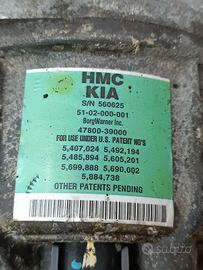 HMC
KIA
S/N 560625
51-02-000-001
BorgWarner Inc.
47800-39000
FOR USE UNDER U.S. PATENT NO'S
5,407,024 5,492,194
5,485,894 5,605,201
5,699,888 5,690,002
5,884,738
OTHER PATENTS PENDING
subito